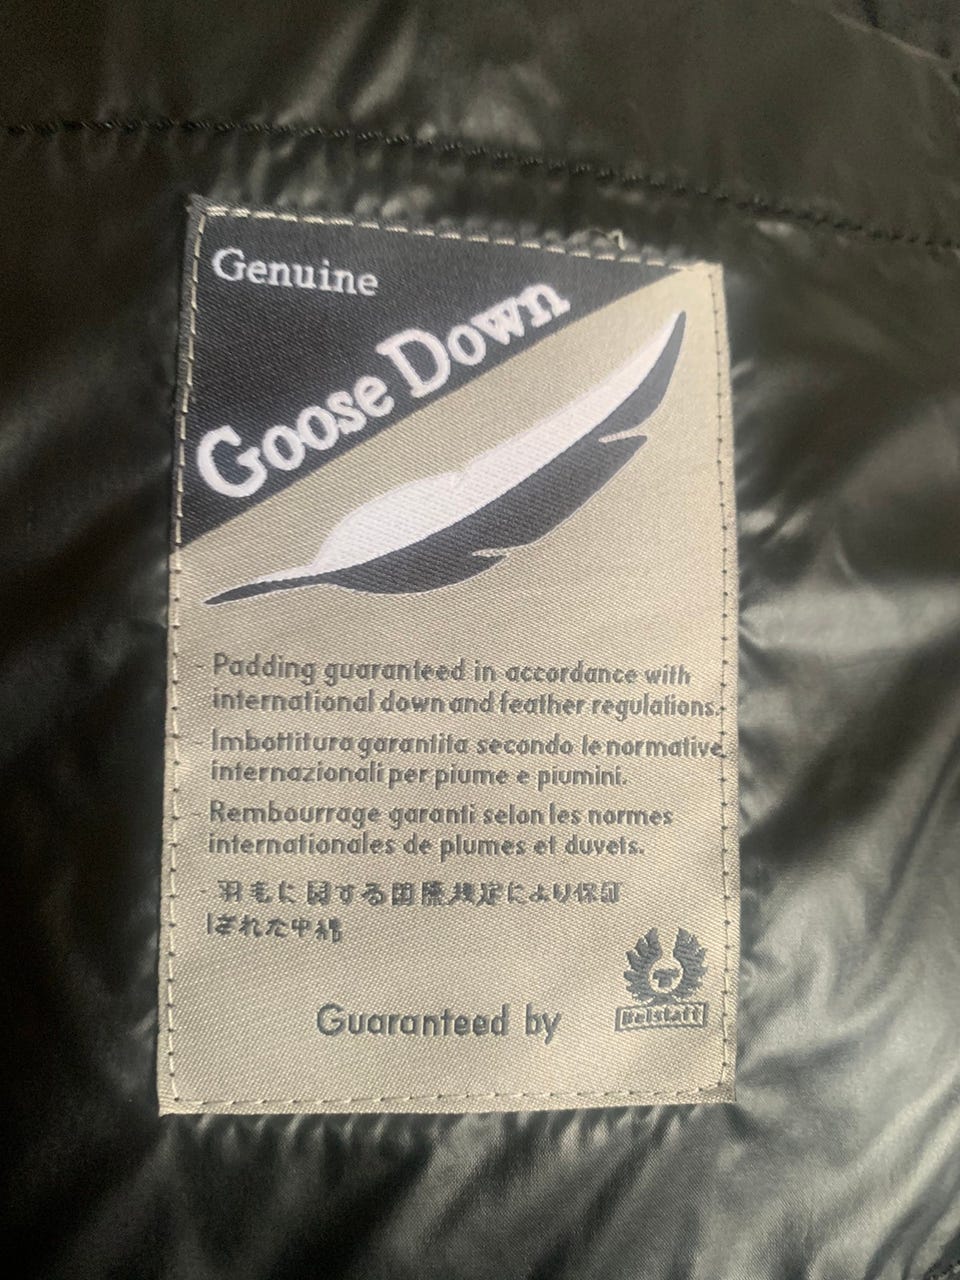 Genuine
Goose Down
- Padding guaranteed in accordance with
international down and feather regulations.
- Imbottitura garantita secondo le normative
internazionali per piume e piumini.
- Rembourrage garanti selon les normes
internationales de plumes et duvets.
- 羽毛に関する国際規定により保証
された中綿
Guaranteed by
Belstaff